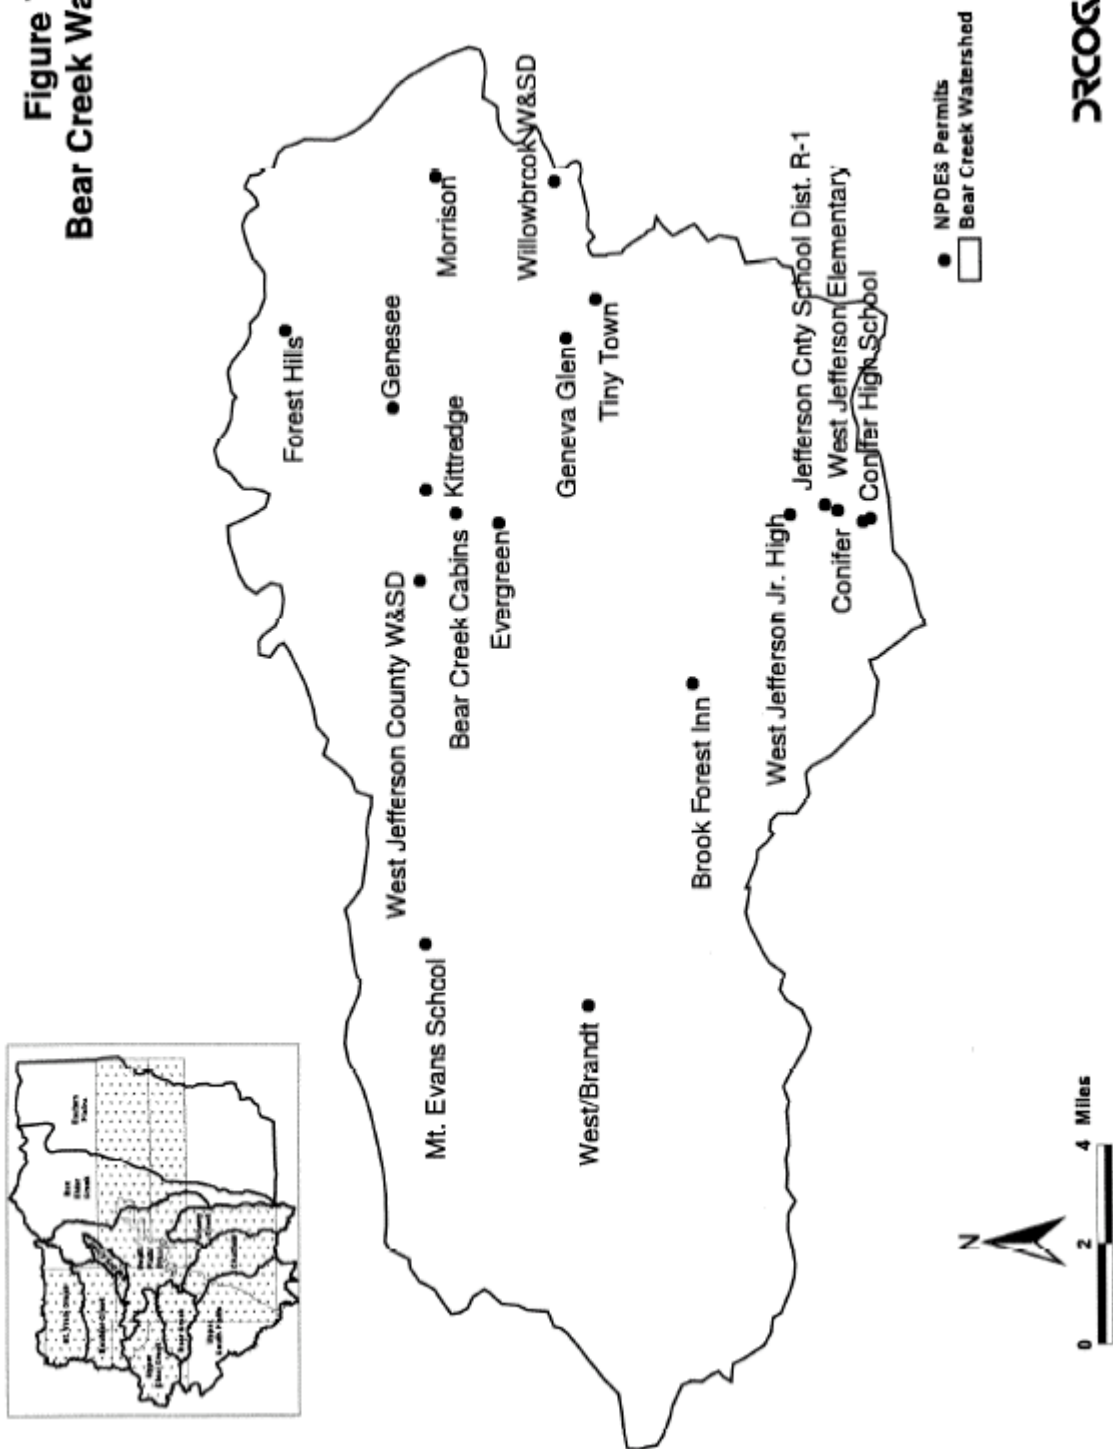 Figure
Bear Creek Wa
Forest Hills
Genesee
Morrison
Kittredge
West Jefferson County W&SD
Bear Creek Cabins
Evergreen
Mt. Evans School
Willowbrook W&SD
Geneva Glen
Tiny Town
West/Brandt
Brook Forest Inn
West Jefferson Jr. High
Jefferson Cnty School Dist. R-1
West Jefferson Elementary
Conifer
Conifer High School
NPDES Permits
Bear Creek Watershed
N
0 2 4 Miles
DRCOG